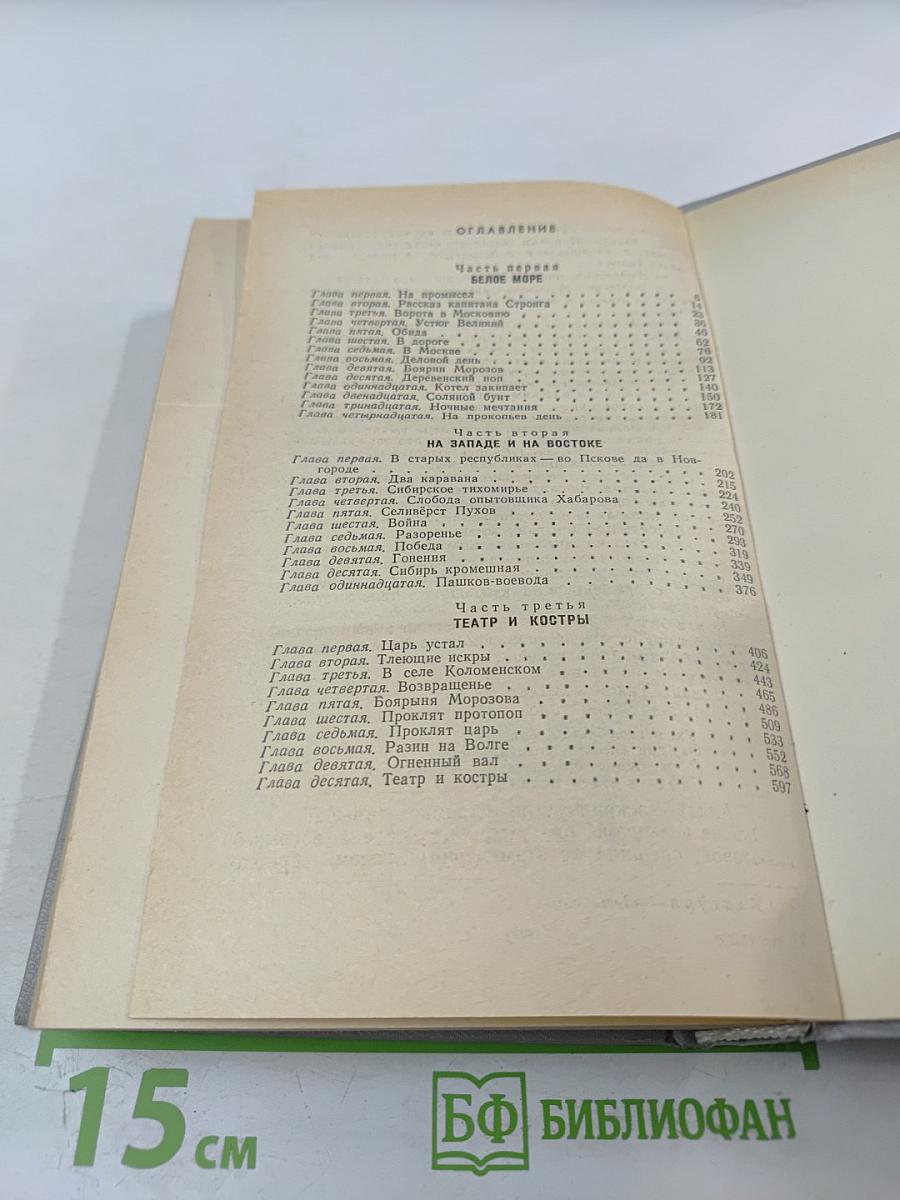 ОГЛАВЛЕНИЕ
Часть первая
БЕЛОЕ МОРЕ
Глава первая. На промысел . . . . . . . . . . . . 6
Глава вторая. Рассказ капитана Стронга . . . . . . . . 14
Глава третья. Ворота в Московию . . . . . . . . . . 23
Глава четвертая. Устюг Великий . . . . . . . . . . 36
Глава пятая. Обида . . . . . . . . . . . . . 46
Глава шестая. В дороге . . . . . . . . . . . . 62
Глава седьмая. В Москве . . . . . . . . . . . . 76
Глава восьмая. Деловой день . . . . . . . . . . . 92
Глава девятая. Боярин Морозов . . . . . . . . . . 113
Глава десятая. Деревенский поп . . . . . . . . . . 127
Глава одиннадцатая. Котел закипает . . . . . . . . . 140
Глава двенадцатая. Соляной бунт . . . . . . . . . . 150
Глава тринадцатая. Ночные мечтания . . . . . . . . . 172
Глава четырнадцатая. На прокопьев день . . . . . . . . 181
Часть вторая
НА ЗАПАДЕ И НА ВОСТОКЕ
Глава первая. В старых республиках — во Пскове да в Нов-
городе . . . . . . . . . . . . . . . . 202
Глава вторая. Два каравана . . . . . . . . . . . 215
Глава третья. Сибирское тихомирье . . . . . . . . . 224
Глава четвертая. Слобода опытовщика Хабарова . . . . . . 240
Глава пятая. Селивёрст Пухов . . . . . . . . . . . 252
Глава шестая. Война . . . . . . . . . . . . . 270
Глава седьмая. Разоренье . . . . . . . . . . . . 293
Глава восьмая. Победа . . . . . . . . . . . . . 319
Глава девятая. Гонения . . . . . . . . . . . . 339
Глава десятая. Сибирь кромешная . . . . . . . . . . 349
Глава одиннадцатая. Пашков-воевода . . . . . . . . . 376
Часть третья
ТЕАТР И КОСТРЫ
Глава первая. Царь устал . . . . . . . . . . . . 406
Глава вторая. Тлеющие искры . . . . . . . . . . . 424
Глава третья. В селе Коломенском . . . . . . . . . 443
Глава четвертая. Возвращенье . . . . . . . . . . . 465
Глава пятая. Боярыня Морозова . . . . . . . . . . 486
Глава шестая. Проклят протопоп . . . . . . . . . . 509
Глава седьмая. Проклят царь . . . . . . . . . . . 533
Глава восьмая. Разин на Волге . . . . . . . . . . 552
Глава девятая. Огненный вал . . . . . . . . . . . 568
Глава десятая. Театр и костры . . . . . . . . . . 597
15 см
БФ БИБЛИОФАН